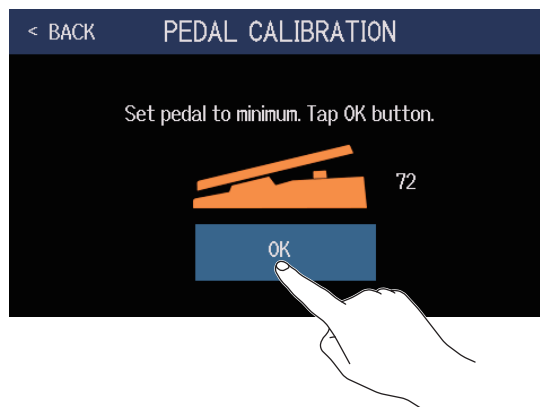 < BACK
PEDAL CALIBRATION
Set pedal to minimum. Tap OK button.
72
OK